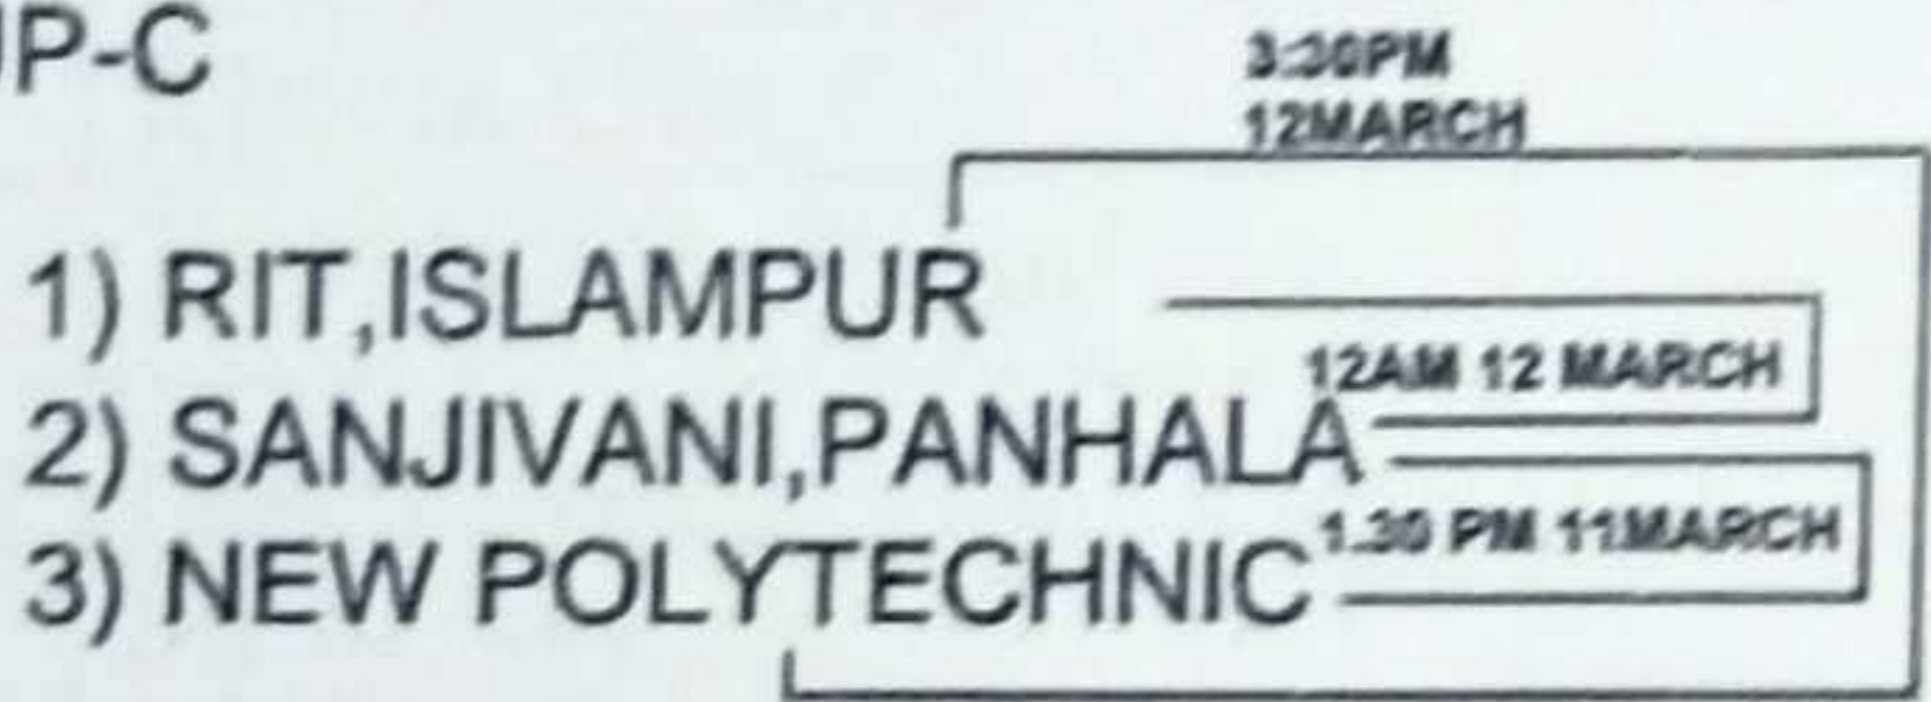 UP-C
3:30PM
12MARCH
1) RIT,ISLAMPUR
12AM 12 MARCH
2) SANJIVANI,PANHALA
1.30 PM 11MARCH
3) NEW POLYTECHNIC